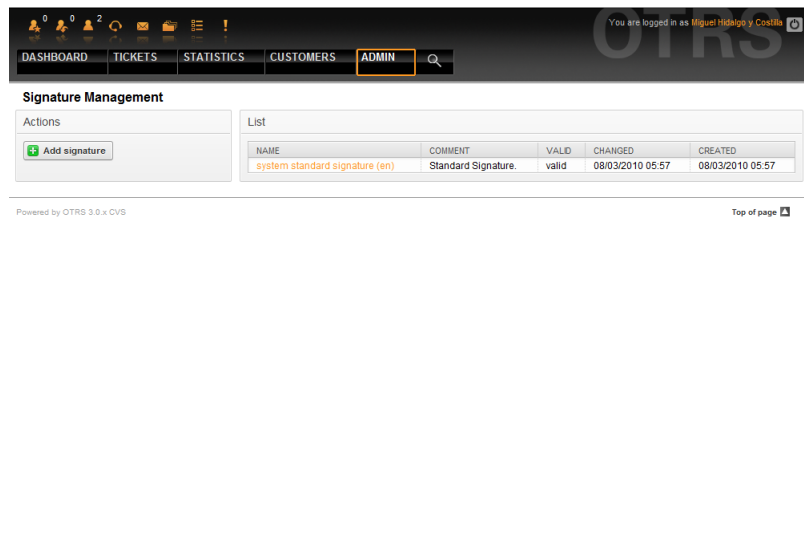 0 0 2
OTRS
You are logged in as Miguel Hidalgo y Costilla
DASHBOARD TICKETS STATISTICS CUSTOMERS ADMIN
Signature Management
Actions
Add signature
List
NAME COMMENT VALID CHANGED CREATED
system standard signature (en) Standard Signature. valid 08/03/2010 05:57 08/03/2010 05:57
Powered by OTRS 3.0.x CVS
Top of page